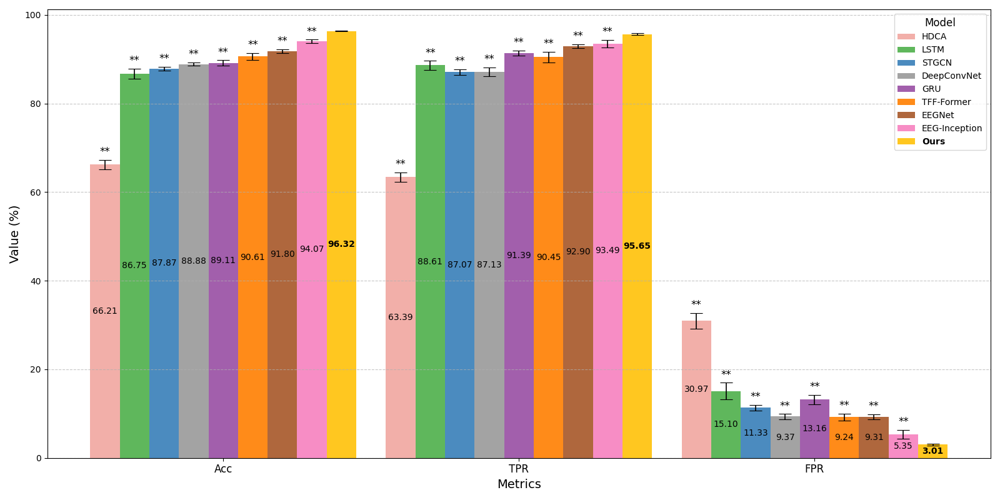 Value (%)
100
80
60
40
20
0
** ** ** ** ** ** ** **
66.21 86.75 87.87 88.88 89.11 90.61 91.80 94.07 96.32
** ** ** ** ** ** ** **
63.39 88.61 87.07 87.13 91.39 90.45 92.90 93.49 95.65
** ** ** ** ** ** ** **
30.97 15.10 11.33 9.37 13.16 9.24 9.31 5.35 3.01
Acc TPR FPR
Metrics
Model
HDCA
LSTM
STGCN
DeepConvNet
GRU
TFF-Former
EEGNet
EEG-Inception
Ours